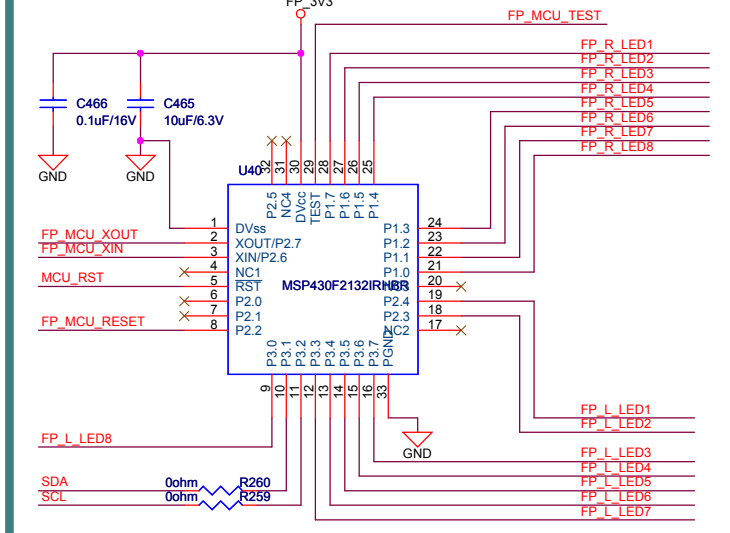 FP_3V3
FP_MCU_TEST
FP_R_LED1
FP_R_LED2
FP_R_LED3
FP_R_LED4
FP_R_LED5
FP_R_LED6
FP_R_LED7
FP_R_LED8
C466
0.1uF/16V
C465
10uF/6.3V
GND
GND
U40
32
31
30
29
28
27
26
25
P2.5
NC4
DVcc
TEST
P1.7
P1.6
P1.5
P1.4
1
DVss
P1.3
24
FP_MCU_XOUT
2
XOUT/P2.7
P1.2
23
FP_MCU_XIN
3
XIN/P2.6
P1.1
22
4
NC1
P1.0
21
MCU_RST
5
RST
MSP430F2132IRHBR
NC3
20
6
P2.0
P2.4
19
7
P2.1
P2.3
18
FP_MCU_RESET
8
P2.2
NC2
17
P3.0
P3.1
P3.2
P3.3
P3.4
P3.5
P3.6
P3.7
PGND
9
10
11
12
13
14
15
16
33
FP_L_LED1
FP_L_LED2
FP_L_LED8
GND
FP_L_LED3
FP_L_LED4
SDA
0ohm
R260
FP_L_LED5
SCL
0ohm
R259
FP_L_LED6
FP_L_LED7